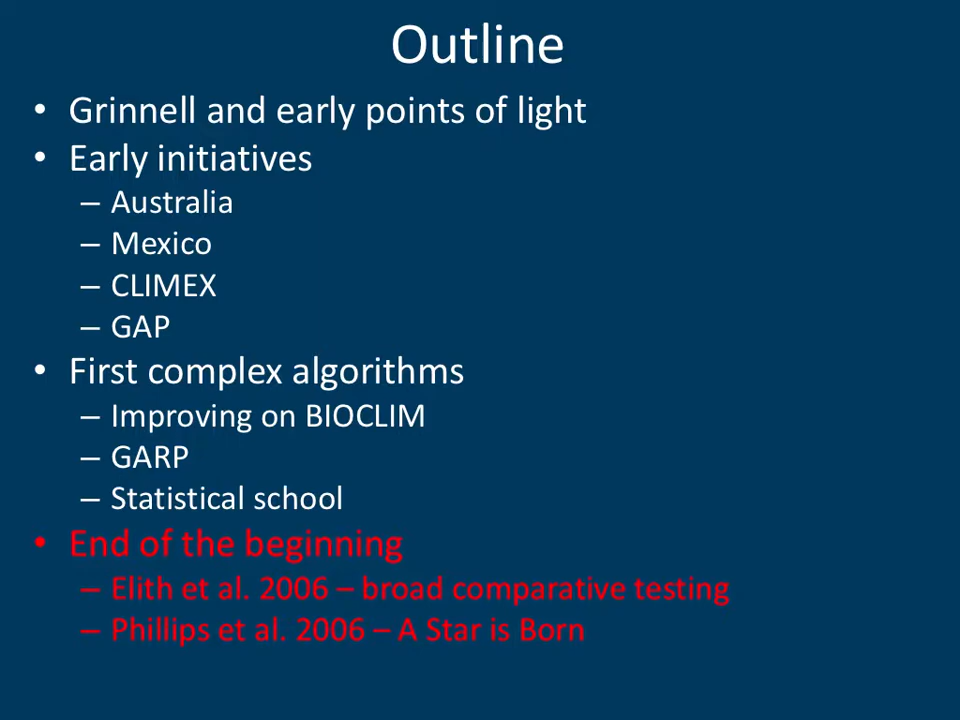 Outline
• Grinnell and early points of light
• Early initiatives
– Australia
– Mexico
– CLIMEX
– GAP
• First complex algorithms
– Improving on BIOCLIM
– GARP
– Statistical school
• End of the beginning
– Elith et al. 2006 – broad comparative testing
– Phillips et al. 2006 – A Star is Born